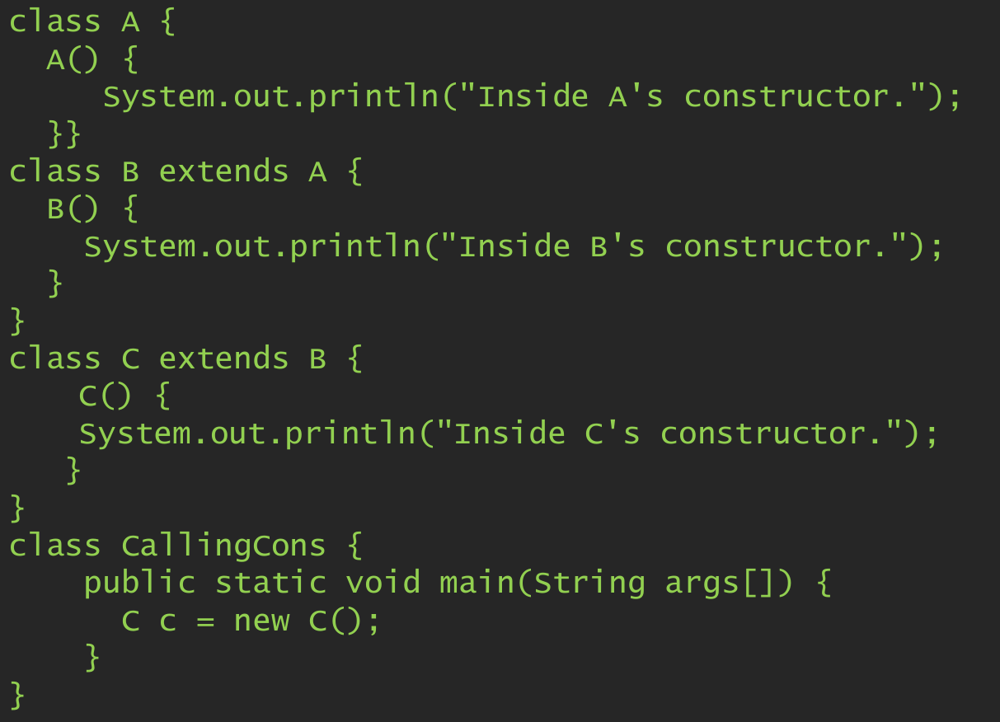 class A {
  A() {
     System.out.println("Inside A's constructor.");
  }}
class B extends A {
  B() {
    System.out.println("Inside B's constructor.");
  }
}
class C extends B {
    C() {
    System.out.println("Inside C's constructor.");
   }
}
class CallingCons {
    public static void main(String args[]) {
      C c = new C();
    }
}